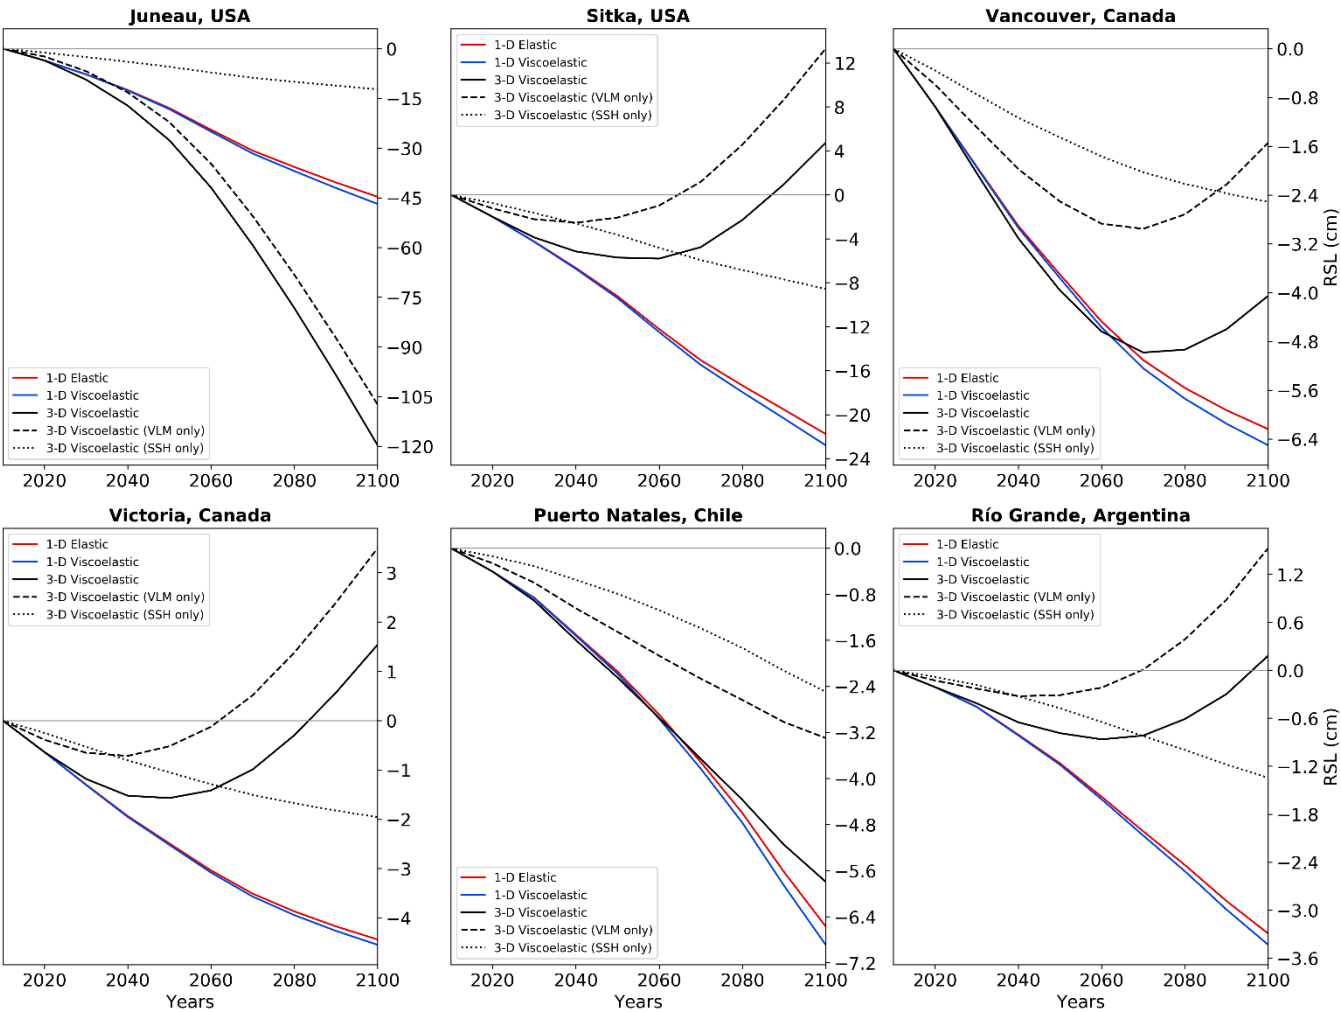 Juneau, USA
0
−15
−30
−45
−60
−75
−90
−105
−120
1-D Elastic
1-D Viscoelastic
3-D Viscoelastic
3-D Viscoelastic (VLM only)
3-D Viscoelastic (SSH only)
2020 2040 2060 2080 2100
Sitka, USA
1-D Elastic
1-D Viscoelastic
3-D Viscoelastic
3-D Viscoelastic (VLM only)
3-D Viscoelastic (SSH only)
12
8
4
0
−4
−8
−12
−16
−20
−24
2020 2040 2060 2080 2100
Vancouver, Canada
0.0
−0.8
−1.6
−2.4
−3.2
−4.0
−4.8
−5.6
−6.4
RSL (cm)
1-D Elastic
1-D Viscoelastic
3-D Viscoelastic
3-D Viscoelastic (VLM only)
3-D Viscoelastic (SSH only)
2020 2040 2060 2080 2100
Victoria, Canada
1-D Elastic
1-D Viscoelastic
3-D Viscoelastic
3-D Viscoelastic (VLM only)
3-D Viscoelastic (SSH only)
3
2
1
0
−1
−2
−3
−4
2020 2040 2060 2080 2100
Years
Puerto Natales, Chile
0.0
−0.8
−1.6
−2.4
−3.2
−4.0
−4.8
−5.6
−6.4
−7.2
1-D Elastic
1-D Viscoelastic
3-D Viscoelastic
3-D Viscoelastic (VLM only)
3-D Viscoelastic (SSH only)
2020 2040 2060 2080 2100
Years
Río Grande, Argentina
1-D Elastic
1-D Viscoelastic
3-D Viscoelastic
3-D Viscoelastic (VLM only)
3-D Viscoelastic (SSH only)
1.2
0.6
0.0
−0.6
−1.2
−1.8
−2.4
−3.0
−3.6
RSL (cm)
2020 2040 2060 2080 2100
Years